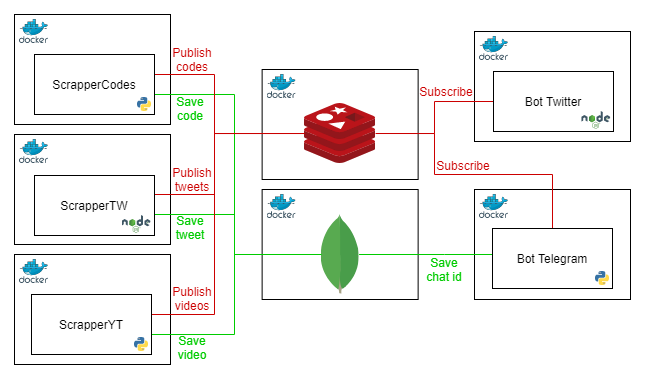 docker
ScrapperCodes
Publish
codes
Save
code
docker
ScrapperTW
node
Publish
tweets
Save
tweet
docker
ScrapperYT
Publish
videos
Save
video
docker
docker
Subscribe
Subscribe
Save
chat id
docker
Bot Twitter
node
docker
Bot Telegram